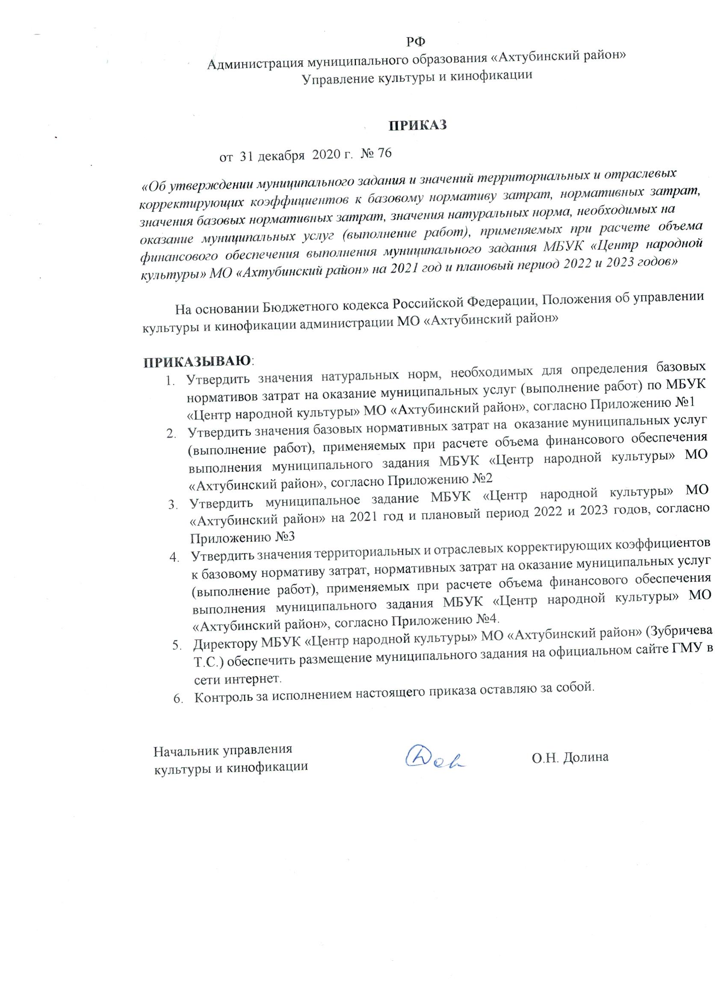 РФ
Администрация муниципального образования «Ахтубинский район»
Управление культуры и кинофикации
ПРИКАЗ
от 31 декабря 2020 г. № 76
«Об утверждении муниципального задания и значений территориальных и отраслевых
корректирующих коэффициентов к базовому нормативу затрат, нормативных затрат,
значения базовых нормативных затрат, значения натуральных норма, необходимых на
оказание муниципальных услуг (выполнение работ), применяемых при расчете объема
финансового обеспечения выполнения муниципального задания МБУК «Центр народной
культуры» МО «Ахтубинский район» на 2021 год и плановый период 2022 и 2023 годов»
На основании Бюджетного кодекса Российской Федерации, Положения об управлении
культуры и кинофикации администрации МО «Ахтубинский район»
ПРИКАЗЫВАЮ:
1. Утвердить значения натуральных норм, необходимых для определения базовых
нормативов затрат на оказание муниципальных услуг (выполнение работ) по МБУК
«Центр народной культуры» МО «Ахтубинский район», согласно Приложению №1
2. Утвердить значения базовых нормативных затрат на оказание муниципальных услуг
(выполнение работ), применяемых при расчете объема финансового обеспечения
выполнения муниципального задания МБУК «Центр народной культуры» МО
«Ахтубинский район», согласно Приложению №2
3. Утвердить муниципальное задание МБУК «Центр народной культуры» МО
«Ахтубинский район» на 2021 год и плановый период 2022 и 2023 годов, согласно
Приложению №3
4. Утвердить значения территориальных и отраслевых корректирующих коэффициентов
к базовому нормативу затрат, нормативных затрат на оказание муниципальных услуг
(выполнение работ), применяемых при расчете объема финансового обеспечения
выполнения муниципального задания МБУК «Центр народной культуры» МО
«Ахтубинский район», согласно Приложению №4.
5. Директору МБУК «Центр народной культуры» МО «Ахтубинский район» (Зубричева
Т.С.) обеспечить размещение муниципального задания на официальном сайте ГМУ в
сети интернет.
6. Контроль за исполнением настоящего приказа оставляю за собой.
Начальник управления
культуры и кинофикации
О.Н. Долина